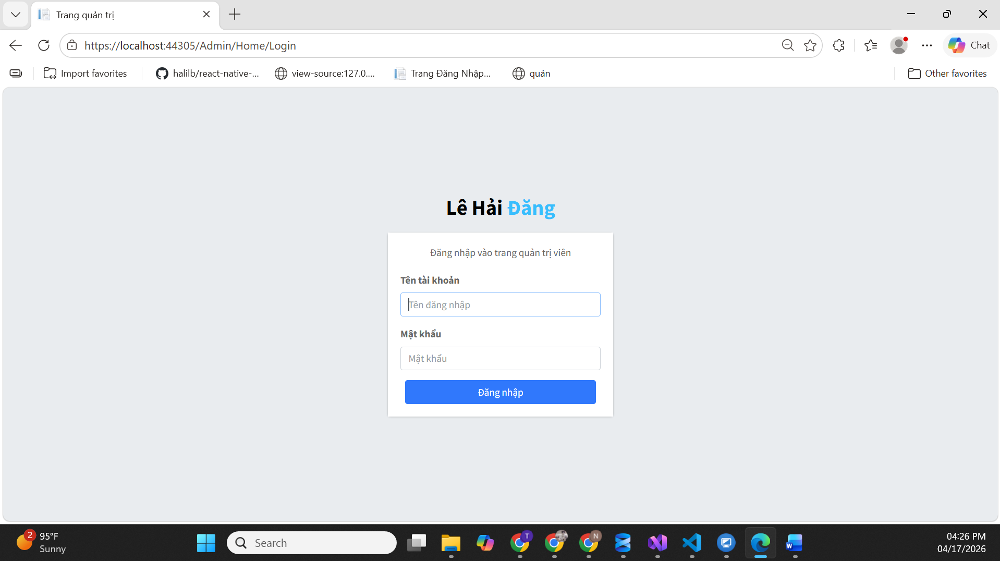 Trang quản trị
https://localhost:44305/Admin/Home/Login
Chat
Import favorites
halilb/react-native-...
view-source:127.0....
Trang Đăng Nhập...
quản
Other favorites
Lê Hải Đăng
Đăng nhập vào trang quản trị viên
Tên tài khoản
Tên đăng nhập
Mật khẩu
Mật khẩu
Đăng nhập
2
95°F
Sunny
Search
T
N
W
04:26 PM
04/17/2026